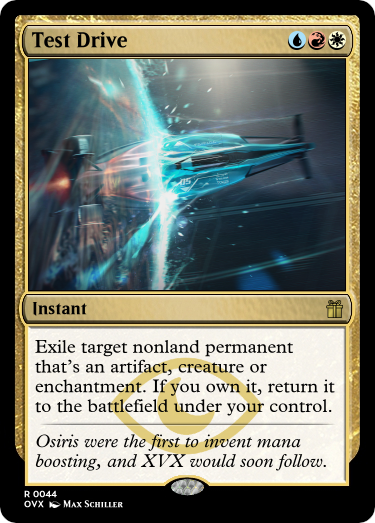 Test Drive
Instant
Exile target nonland permanent
that's an artifact, creature or
enchantment. If you own it, return it
to the battlefield under your control.
Osiris were the first to invent mana
boosting, and XVX would soon follow.
R 0044
OVX Max Schiller